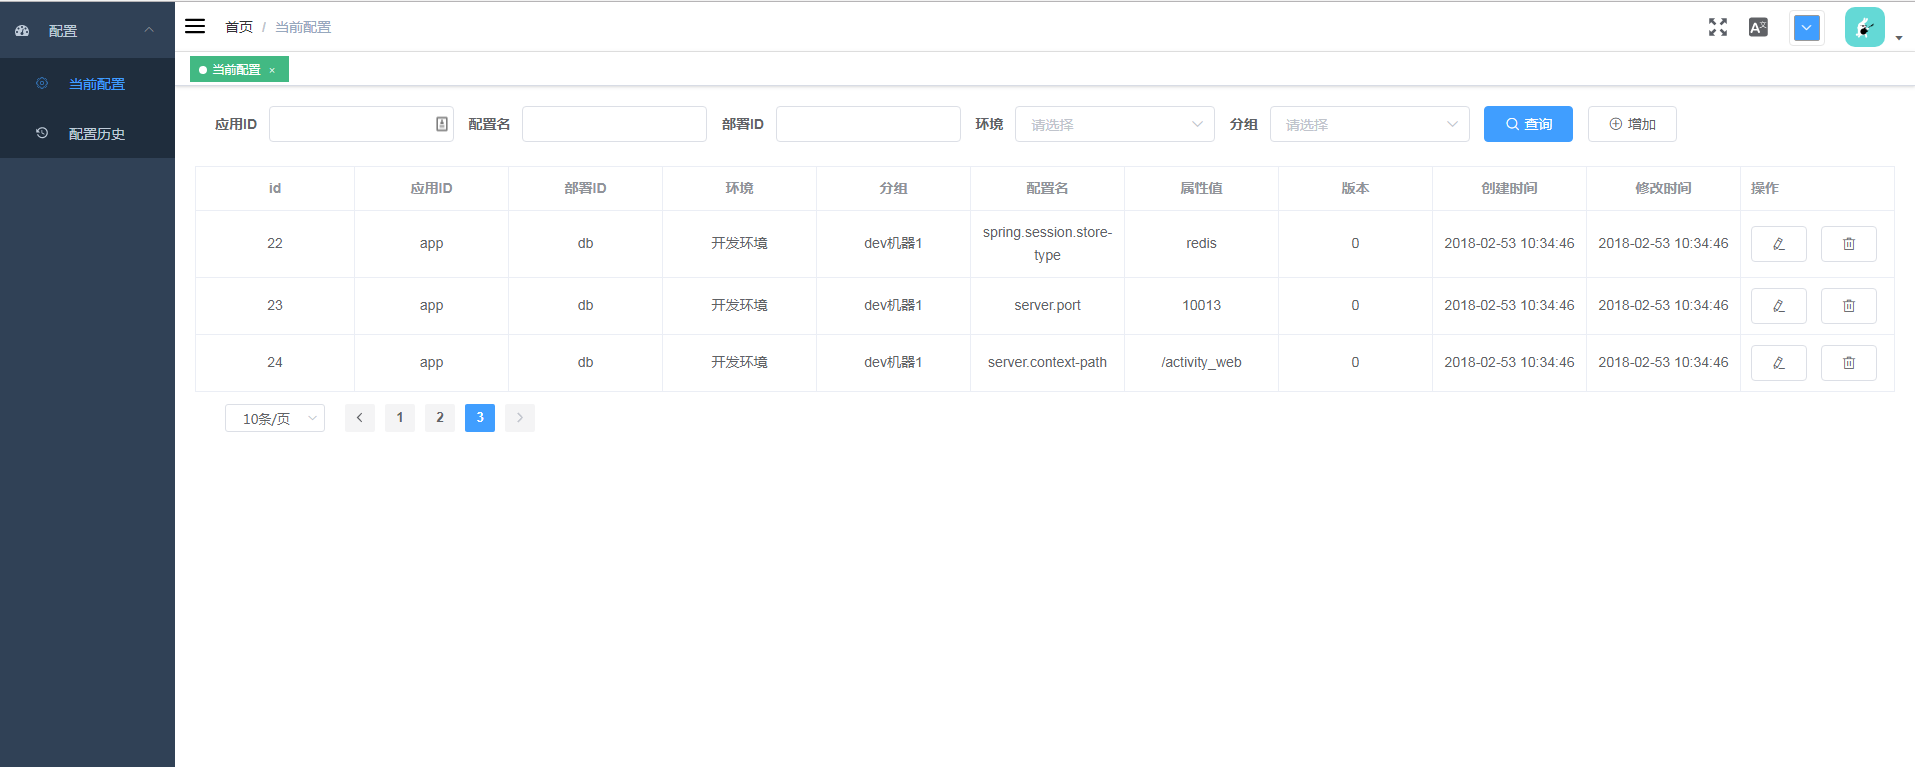 配置
当前配置
配置历史
首页 / 当前配置
当前配置 ×
应用ID 配置名 部署ID 环境 请选择 分组 请选择 查询 增加
id 应用ID 部署ID 环境 分组 配置名 属性值 版本 创建时间 修改时间 操作
22 app db 开发环境 dev机器1 spring.session.store-
type redis 0 2018-02-53 10:34:46 2018-02-53 10:34:46
23 app db 开发环境 dev机器1 server.port 10013 0 2018-02-53 10:34:46 2018-02-53 10:34:46
24 app db 开发环境 dev机器1 server.context-path /activity_web 0 2018-02-53 10:34:46 2018-02-53 10:34:46
10条/页 1 2 3